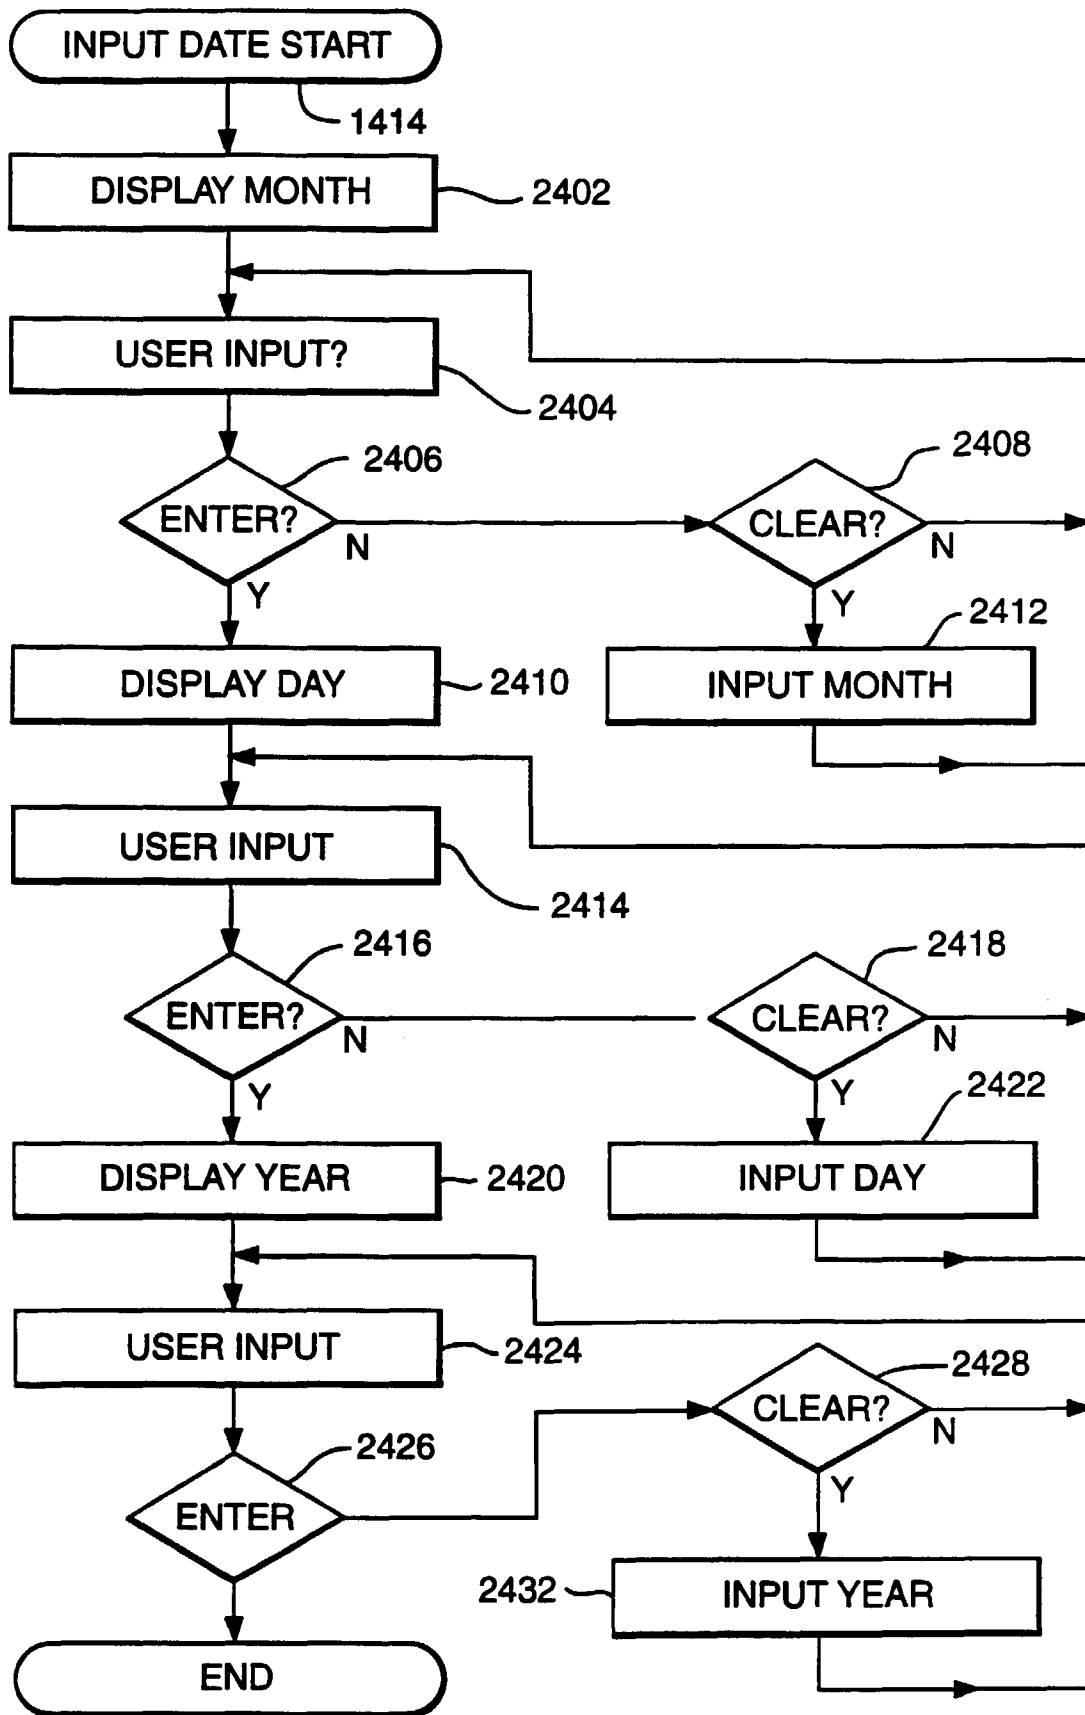 INPUT DATE START
1414
DISPLAY MONTH
2402
USER INPUT?
2404
2406
2408
ENTER?
N
CLEAR?
N
Y
Y
2412
DISPLAY DAY
2410
INPUT MONTH
USER INPUT
2414
2416
2418
ENTER?
N
CLEAR?
N
Y
Y
2422
DISPLAY YEAR
2420
INPUT DAY
USER INPUT
2424
2428
CLEAR?
N
2426
Y
ENTER
2432
INPUT YEAR
END